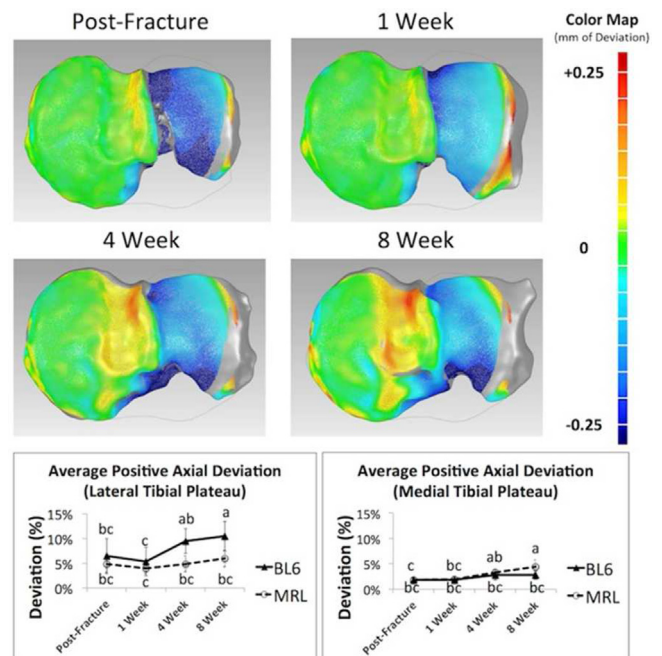 Post-Fracture
1 Week
Color Map
(mm of Deviation)
+0.25
0
-0.25
4 Week
8 Week
Average Positive Axial Deviation
(Lateral Tibial Plateau)
Deviation (%)
15%
10%
5%
0%
bc
c
ab
a
bc
c
bc
bc
BL6
MRL
Post-Fracture
1 Week
4 Week
8 Week
Average Positive Axial Deviation
(Medial Tibial Plateau)
Deviation (%)
15%
10%
5%
0%
c
bc
ab
a
bc
bc
bc
bc
BL6
MRL
Post-Fracture
1 Week
4 Week
8 Week